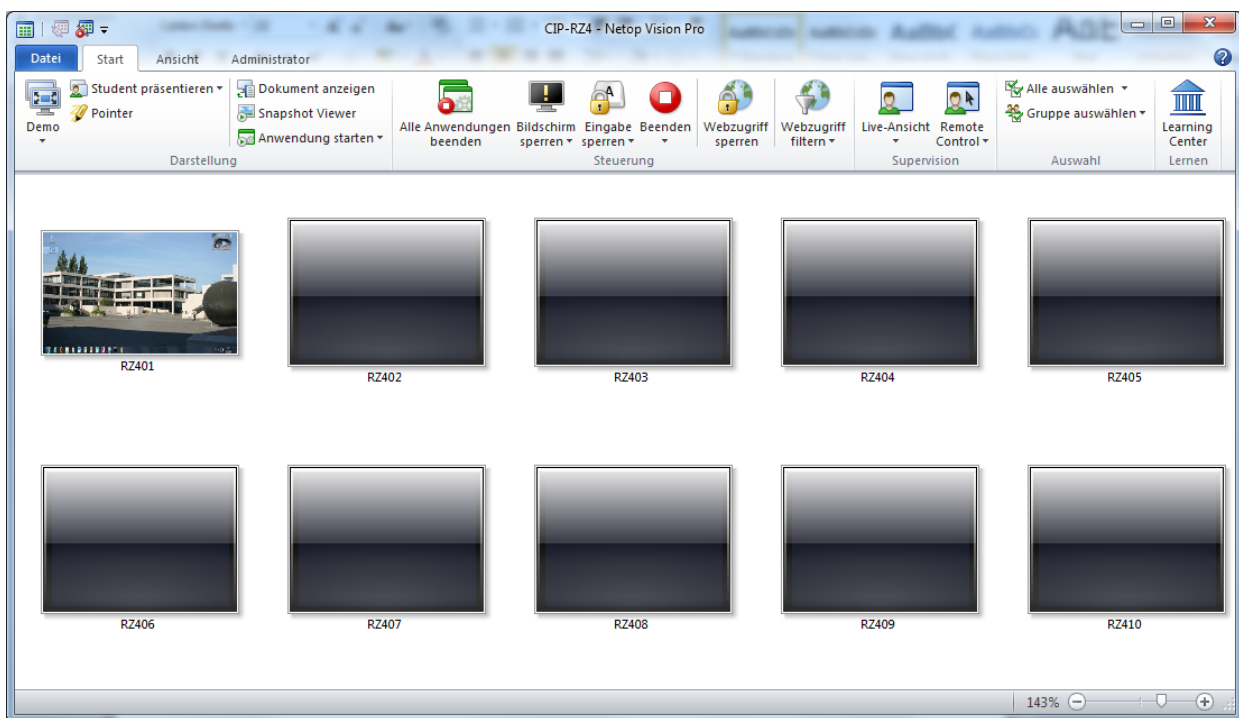 CIP-RZ4 - Netop Vision Pro
Datei Start Ansicht Administrator
Demo
Student präsentieren
Pointer
Dokument anzeigen
Snapshot Viewer
Anwendung starten
Darstellung
Alle Anwendungen
beenden
Bildschirm
sperren
Eingabe
sperren
Beenden
Webzugriff
sperren
Webzugriff
filtern
Steuerung
Live-Ansicht
Remote
Control
Supervision
Alle auswählen
Gruppe auswählen
Auswahl
Learning
Center
Lernen
RZ401
RZ402
RZ403
RZ404
RZ405
RZ406
RZ407
RZ408
RZ409
RZ410
143%